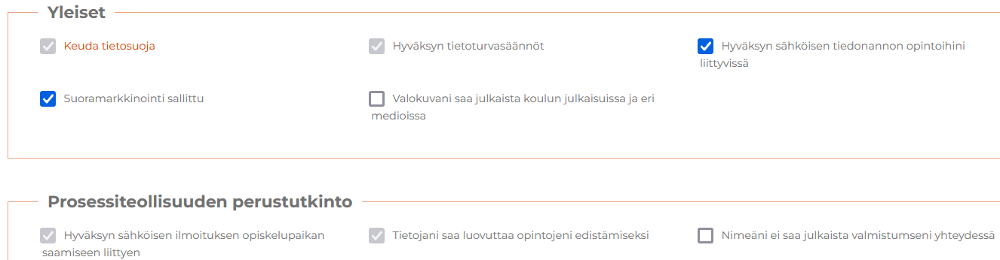 Yleiset
Keuda tietosuoja
Hyväksyn tietoturvasäännöt
Hyväksyn sähköisen tiedonannon opintoihini
liittyvissä
Suoramarkkinointi sallittu
Valokuvani saa julkaista koulun julkaisuissa ja eri
medioissa
Prosessiteollisuuden perustutkinto
Hyväksyn sähköisen ilmoituksen opiskelupaikan
saamiseen liittyen
Tietojani saa luovuttaa opintojeni edistämiseksi
Nimeäni ei saa julkaista valmistumseni yhteydessä